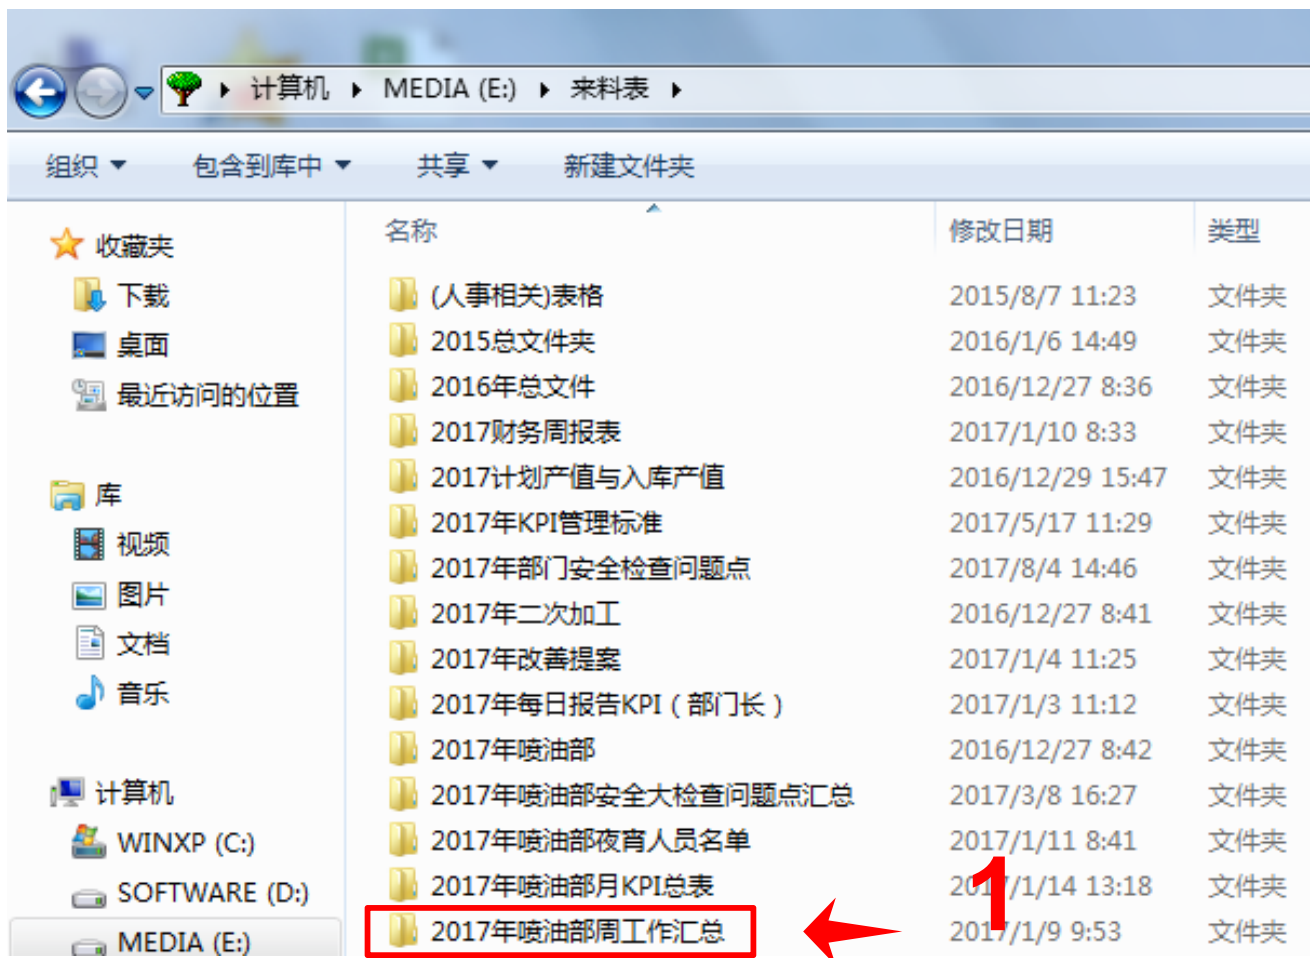 计算机 MEDIA (E:) 来料表
组织 包含到库中 共享 新建文件夹
名称 修改日期 类型
收藏夹
下载
桌面
最近访问的位置
库
视频
图片
文档
音乐
计算机
WINXP (C:)
SOFTWARE (D:)
MEDIA (E:)
(人事相关)表格 2015/8/7 11:23 文件夹
2015总文件夹 2016/1/6 14:49 文件夹
2016年总文件 2016/12/27 8:36 文件夹
2017财务周报表 2017/1/10 8:33 文件夹
2017计划产值与入库产值 2016/12/29 15:47 文件夹
2017年KPI管理标准 2017/5/17 11:29 文件夹
2017年部门安全检查问题点 2017/8/4 14:46 文件夹
2017年二次加工 2016/12/27 8:41 文件夹
2017年改善提案 2017/1/4 11:25 文件夹
2017年每日报告KPI（部门长） 2017/1/3 11:12 文件夹
2017年喷油部 2016/12/27 8:42 文件夹
2017年喷油部安全大检查问题点汇总 2017/3/8 16:27 文件夹
2017年喷油部夜宵人员名单 2017/1/11 8:41 文件夹
2017年喷油部月KPI总表 2017/1/14 13:18 文件夹
2017年喷油部周工作汇总 2017/1/9 9:53 文件夹
1